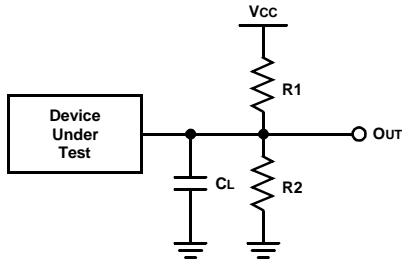 VCC
R1
Device
Under
Test
OUT
CL
R2